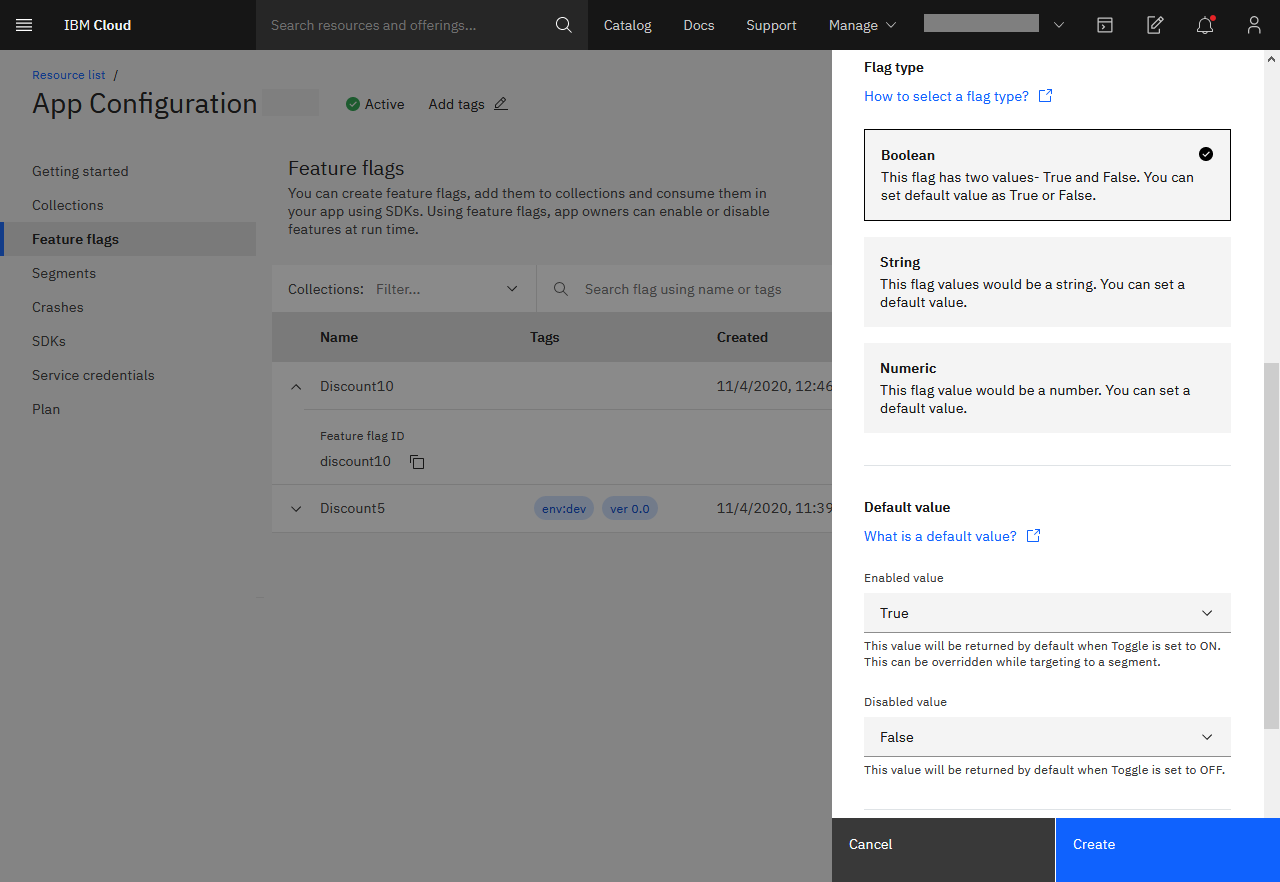 IBM Cloud
Search resources and offerings...
Catalog
Docs
Support
Manage
Resource list /
App Configuration
Active
Add tags
Getting started
Collections
Feature flags
Segments
Crashes
SDKs
Service credentials
Plan
Feature flags
You can create feature flags, add them to collections and consume them in
your app using SDKs. Using feature flags, app owners can enable or disable
features at run time.
Collections: Filter...
Search flag using name or tags
Name Tags Created
Discount10 11/4/2020, 12:46
Feature flag ID
discount10
Discount5 env:dev ver 0.0 11/4/2020, 11:39
Flag type
How to select a flag type?
Boolean
This flag has two values- True and False. You can
set default value as True or False.
String
This flag values would be a string. You can set a
default value.
Numeric
This flag value would be a number. You can set a
default value.
Default value
What is a default value?
Enabled value
True
This value will be returned by default when Toggle is set to ON.
This can be overridden while targeting to a segment.
Disabled value
False
This value will be returned by default when Toggle is set to OFF.
Cancel
Create